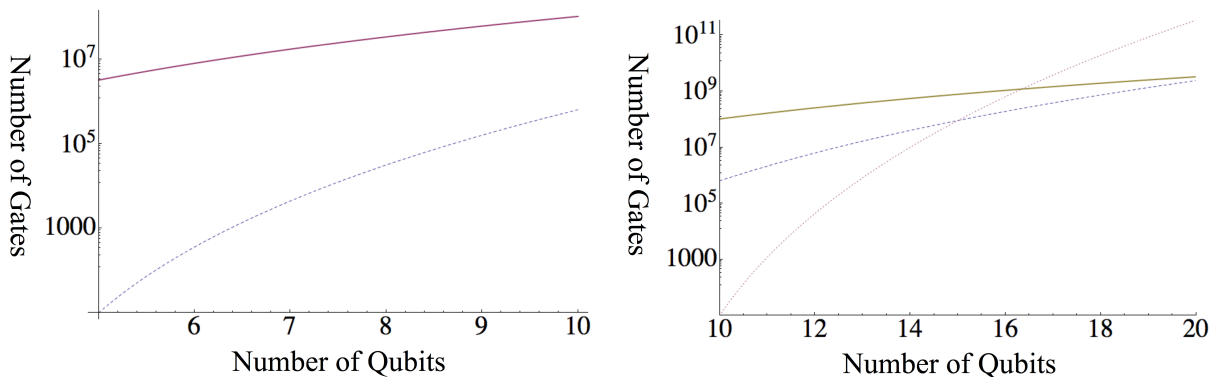 Number of Gates
10⁷
10⁵
1000
6 7 8 9 10
Number of Qubits
Number of Gates
10¹¹
10⁹
10⁷
10⁵
1000
10 12 14 16 18 20
Number of Qubits